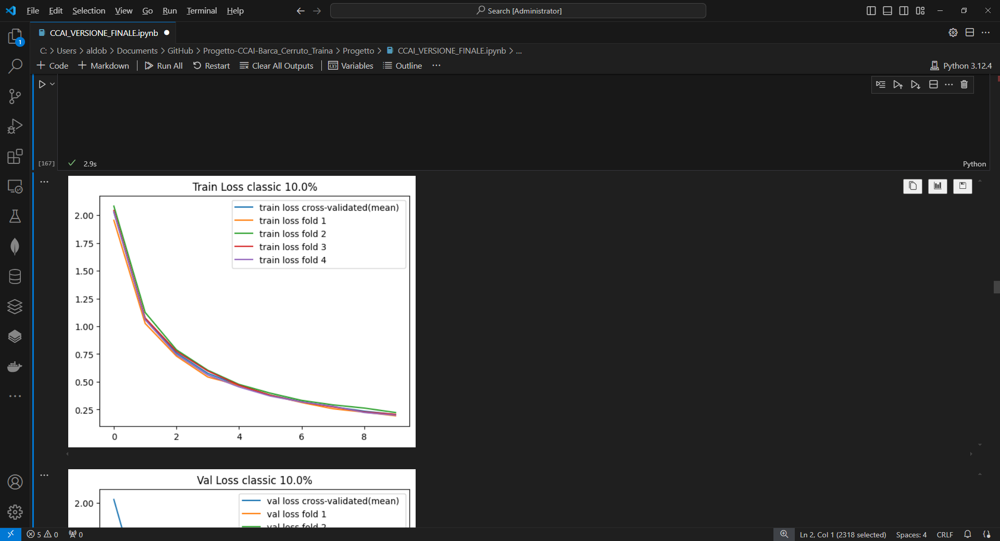 File Edit Selection View Go Run Terminal Help
Search [Administrator]
1
CCAI_VERSIONE_FINALE.ipynb
C: > Users > aldob > Documents > GitHub > Progetto-CCAI-Barca_Cerruto_Traina > Progetto > CCAI_VERSIONE_FINALE.ipynb > ...
Code Markdown Run All Restart Clear All Outputs Variables Outline ...
Python 3.12.4
[167] 2.9s
Python
Train Loss classic 10.0%
train loss cross-validated(mean)
train loss fold 1
train loss fold 2
train loss fold 3
train loss fold 4
2.00
1.75
1.50
1.25
1.00
0.75
0.50
0.25
0 2 4 6 8
Val Loss classic 10.0%
2.00
val loss cross-validated(mean)
val loss fold 1
val loss fold 2
5 0 0
Ln 2, Col 1 (2318 selected) Spaces: 4 CRLF